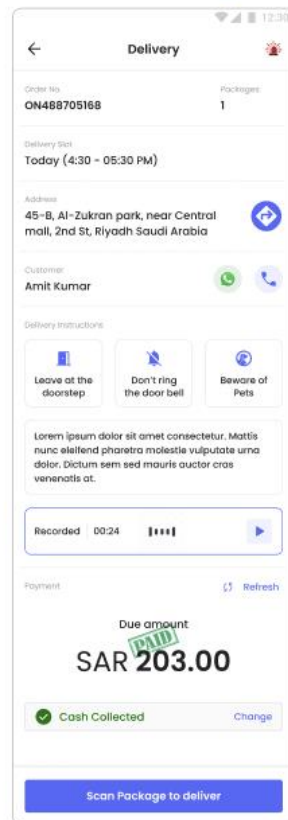 12:30
Delivery
Order No
Packages
ON488705168
1
Delivery Slot
Today (4:30 - 05:30 PM)
Address
45-B, Al-Zukran park, near Central
mall, 2nd St, Riyadh Saudi Arabia
Customer
Amit Kumar
Delivery Instructions
Leave at the
doorstep
Don't ring
the door bell
Beware of
Pets
Lorem ipsum dolor sit amet consectetur. Mattis
nunc eleifend pharetra molestie vulputate urna
dolor. Dictum sem sed mauris auctor cras
venenatis at.
Recorded 00:24
Payment
Refresh
Due amount
PAID
SAR 203.00
Cash Collected
Change
Scan Package to deliver